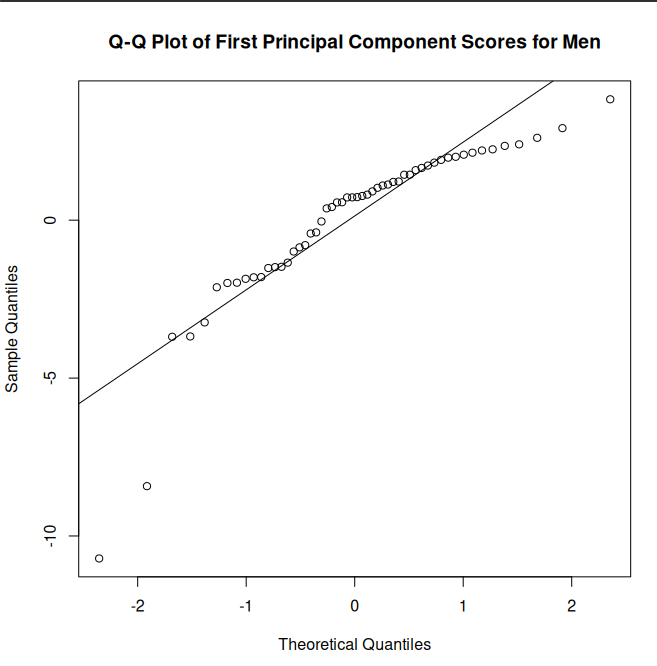 Q-Q Plot of First Principal Component Scores for Men
Sample Quantiles
0
-5
-10
-2 -1 0 1 2
Theoretical Quantiles